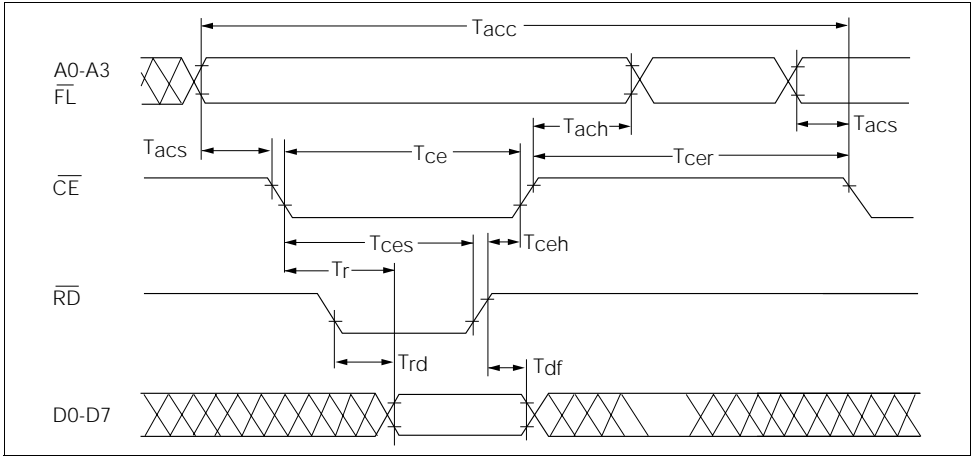 Tacc
A0-A3
FL
Tach
Tacs
Tacs
Tce
Tcer
CE
Tces
Tceh
Tr
RD
Trd
Tdf
D0-D7